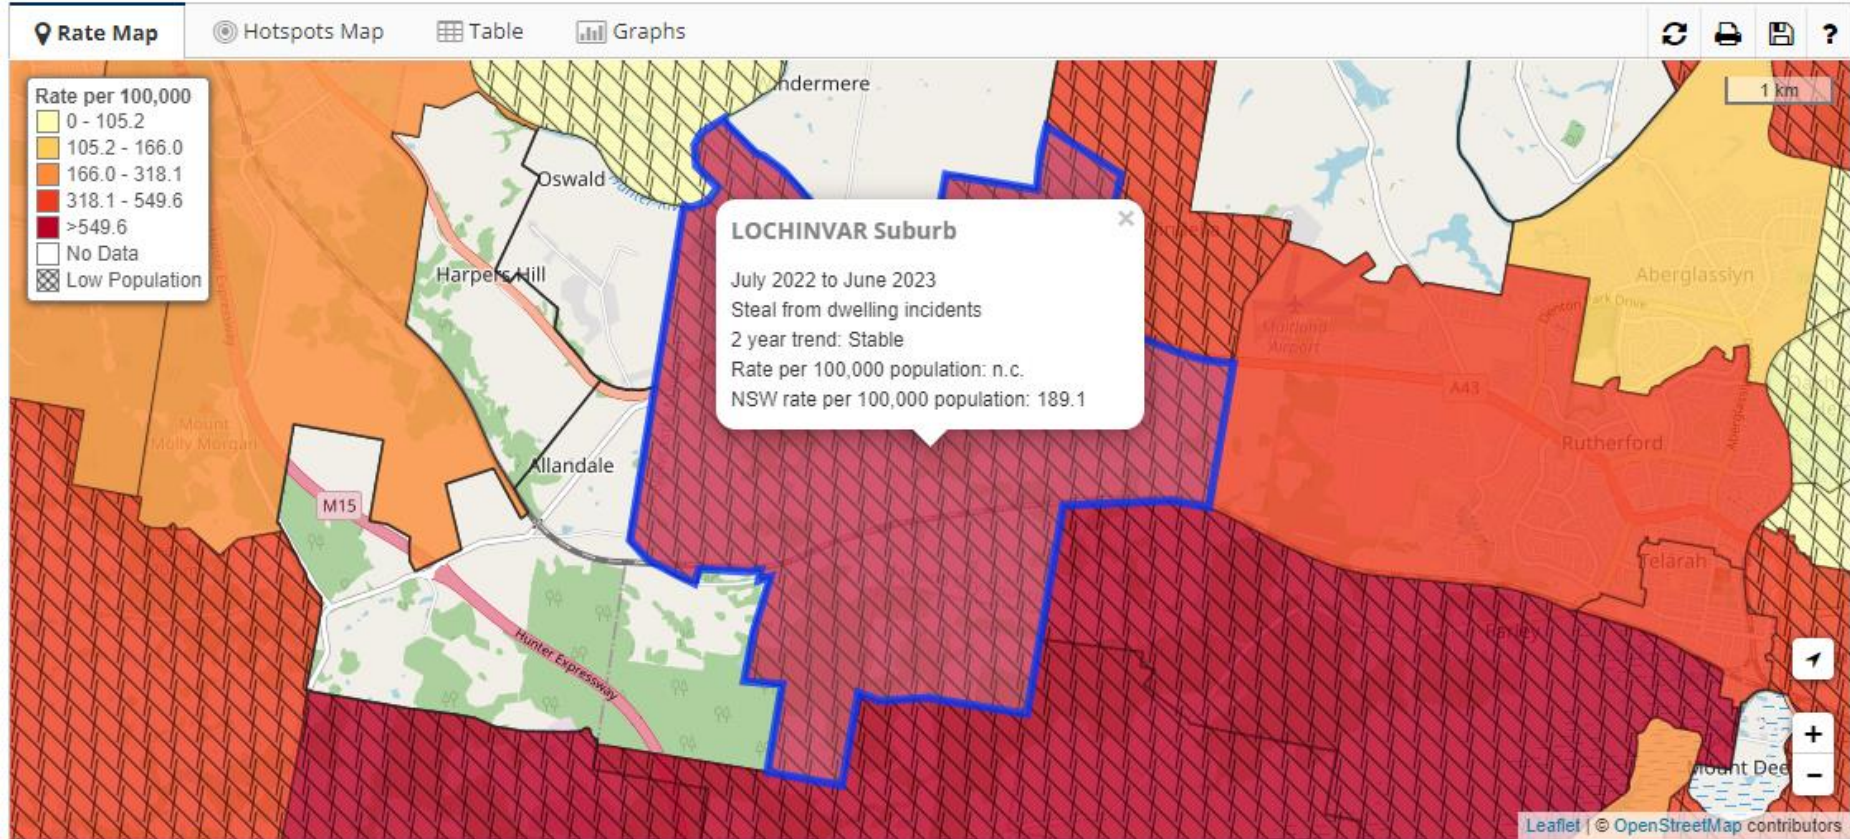 Rate Map
Hotspots Map
Table
Graphs
?
Rate per 100,000
0 - 105.2
105.2 - 166.0
166.0 - 318.1
318.1 - 549.6
>549.6
No Data
Low Population
ndermere
1 km
Oswald
Harpers Hill
Allandale
Mount
Molly Morgan
M15
Hunter Expressway
LOCHINVAR Suburb
×
July 2022 to June 2023
Steal from dwelling incidents
2 year trend: Stable
Rate per 100,000 population: n.c.
NSW rate per 100,000 population: 189.1
Aberglasslyn
Denton Park Drive
Maitland
Airport
A43
Rutherford
Telarah
Farley
Mount Dee
+
−
Leaflet | © OpenStreetMap contributors